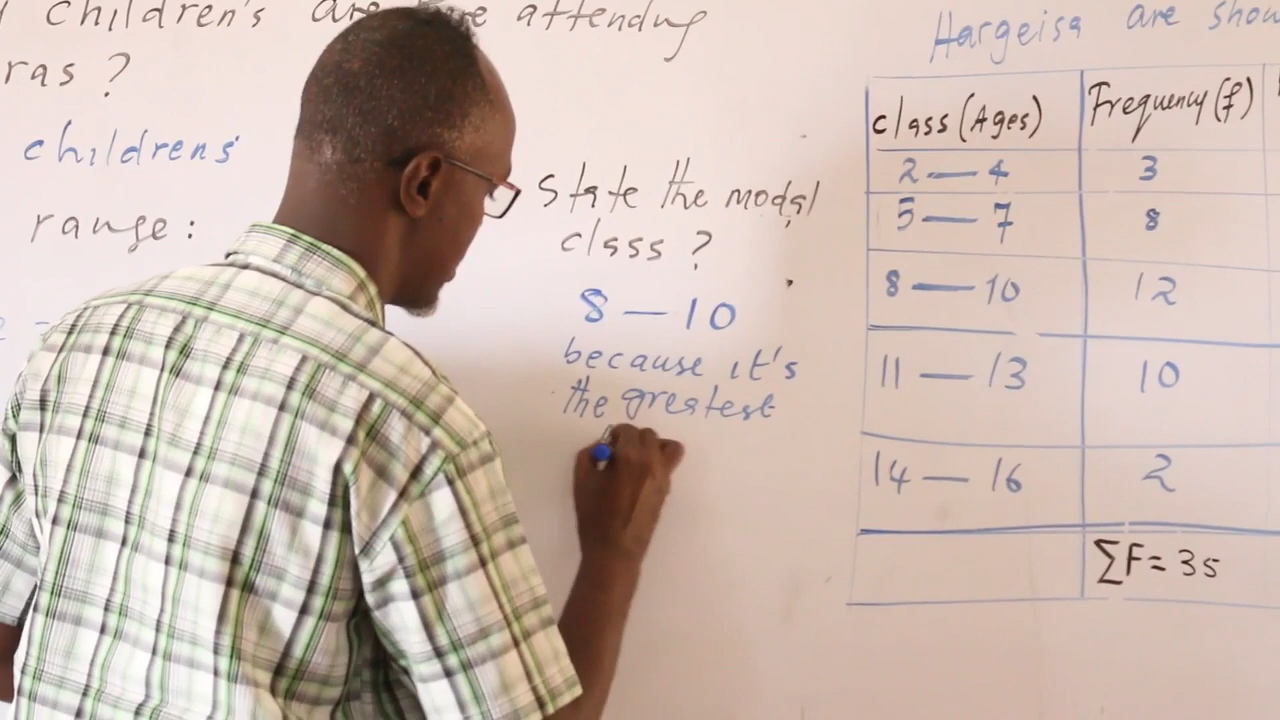 children's are attending
ras ?
childrens'
range:
State the modal
class ?
8 — 10
because it's
the greatest
Hargeisa are
class (Ages) Frequency (f)
2 — 4 3
5 — 7 8
8 — 10 12
11 — 13 10
14 — 16 2
∑F = 35